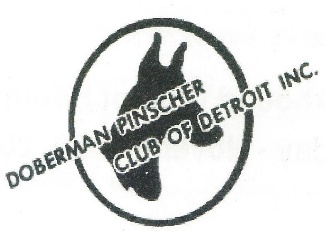 DOBERMAN PINSCHER
CLUB OF DETROIT INC.